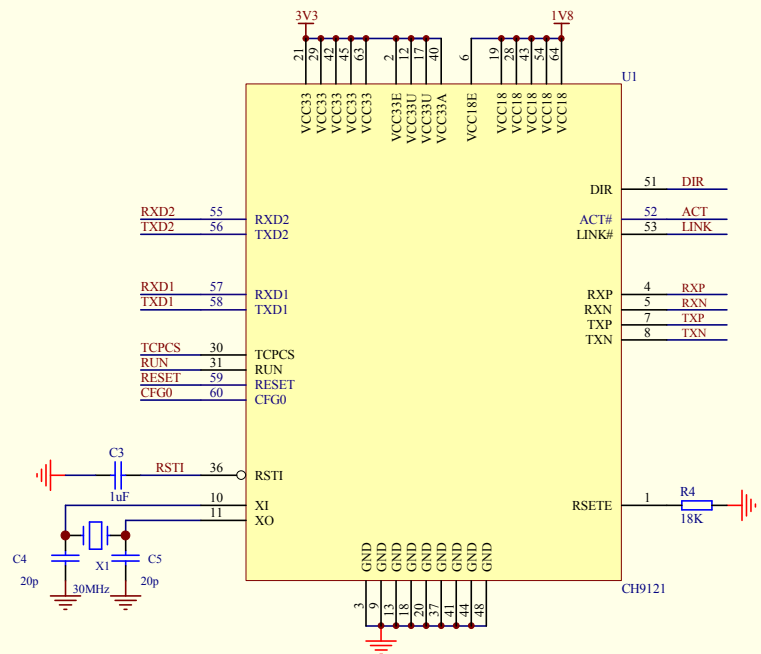 3V3 1V8
21 29 42 45 63 2 12 17 40 6 19 28 43 54 64
U1
VCC33 VCC33 VCC33 VCC33 VCC33 VCC33E VCC33U VCC33U VCC33A VCC18E VCC18 VCC18 VCC18 VCC18 VCC18
DIR 51 DIR
RXD2 55 RXD2 ACT# 52 ACT
TXD2 56 TXD2 LINK# 53 LINK
RXD1 57 RXD1 RXP 4 RXP
TXD1 58 TXD1 RXN 5 RXN
TXP 7 TXP
TXN 8 TXN
TCPCS 30 TCPCS
RUN 31 RUN
RESET 59 RESET
CFG0 60 CFG0
C3
RSTI 36 RSTI
1uF
10 XI RSETE 1 R4
11 XO 18K
C4 X1 C5
20p 30MHz 20p
GND GND GND GND GND GND GND GND GND
CH9121
3 9 13 18 20 37 41 44 48